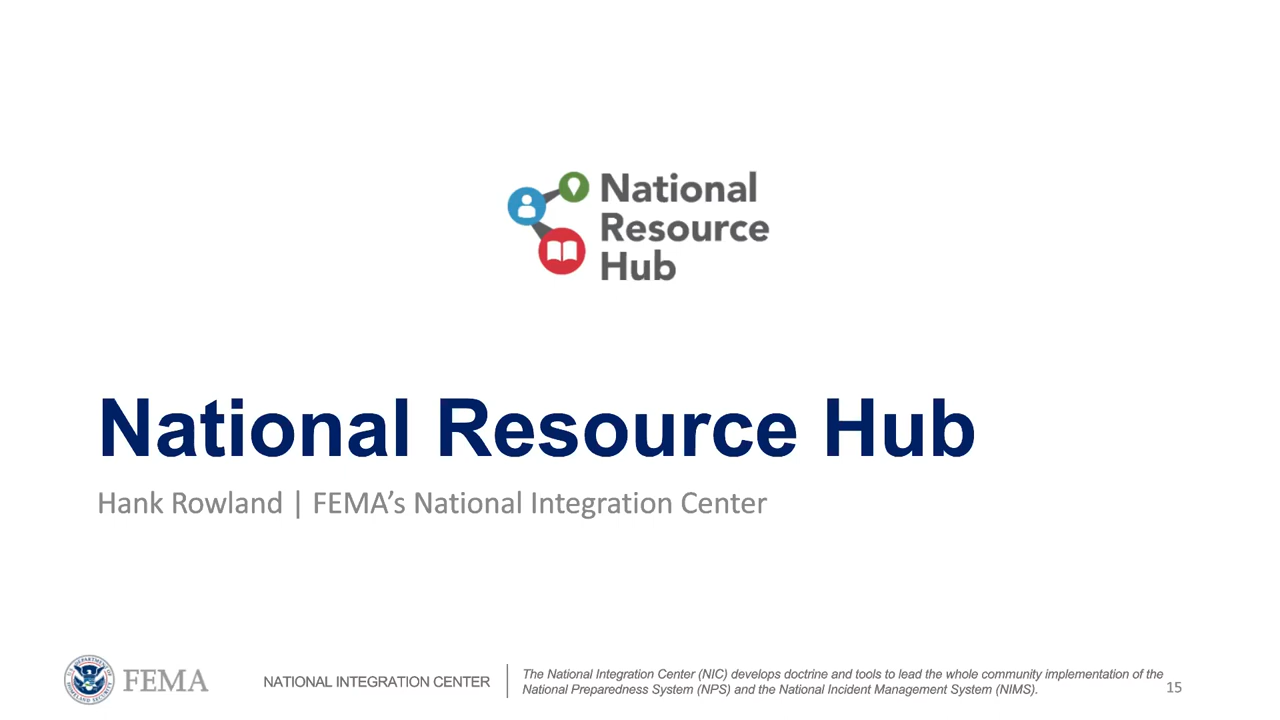 National
Resource
Hub
National Resource Hub
Hank Rowland | FEMA’s National Integration Center
FEMA
NATIONAL INTEGRATION CENTER
The National Integration Center (NIC) develops doctrine and tools to lead the whole community implementation of the
National Preparedness System (NPS) and the National Incident Management System (NIMS).
15